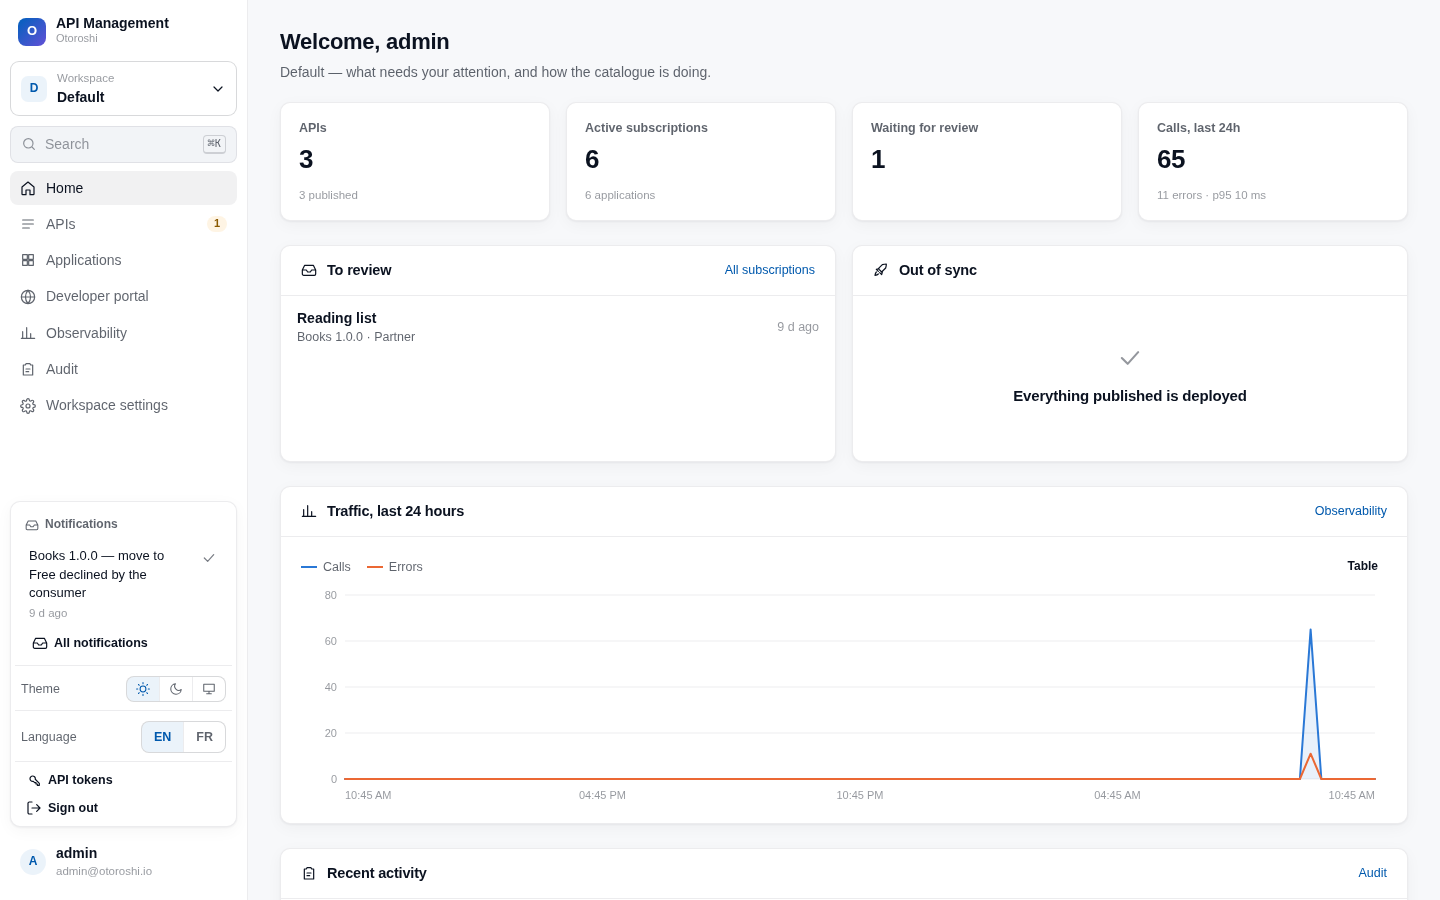 O
API Management
Otoroshi
D
Workspace
Default
Search
⌘K
Home
APIs
1
Applications
Developer portal
Observability
Audit
Workspace settings
Notifications
Books 1.0.0 — move to
Free declined by the
consumer
9 d ago
All notifications
Theme
Language
EN
FR
API tokens
Sign out
A
admin
admin@otoroshi.io
Welcome, admin
Default — what needs your attention, and how the catalogue is doing.
APIs
3
3 published
Active subscriptions
6
6 applications
Waiting for review
1
Calls, last 24h
65
11 errors · p95 10 ms
To review
All subscriptions
Reading list
Books 1.0.0 · Partner
9 d ago
Out of sync
Everything published is deployed
Traffic, last 24 hours
Observability
Calls
Errors
Table
80
60
40
20
0
10:45 AM
04:45 PM
10:45 PM
04:45 AM
10:45 AM
Recent activity
Audit